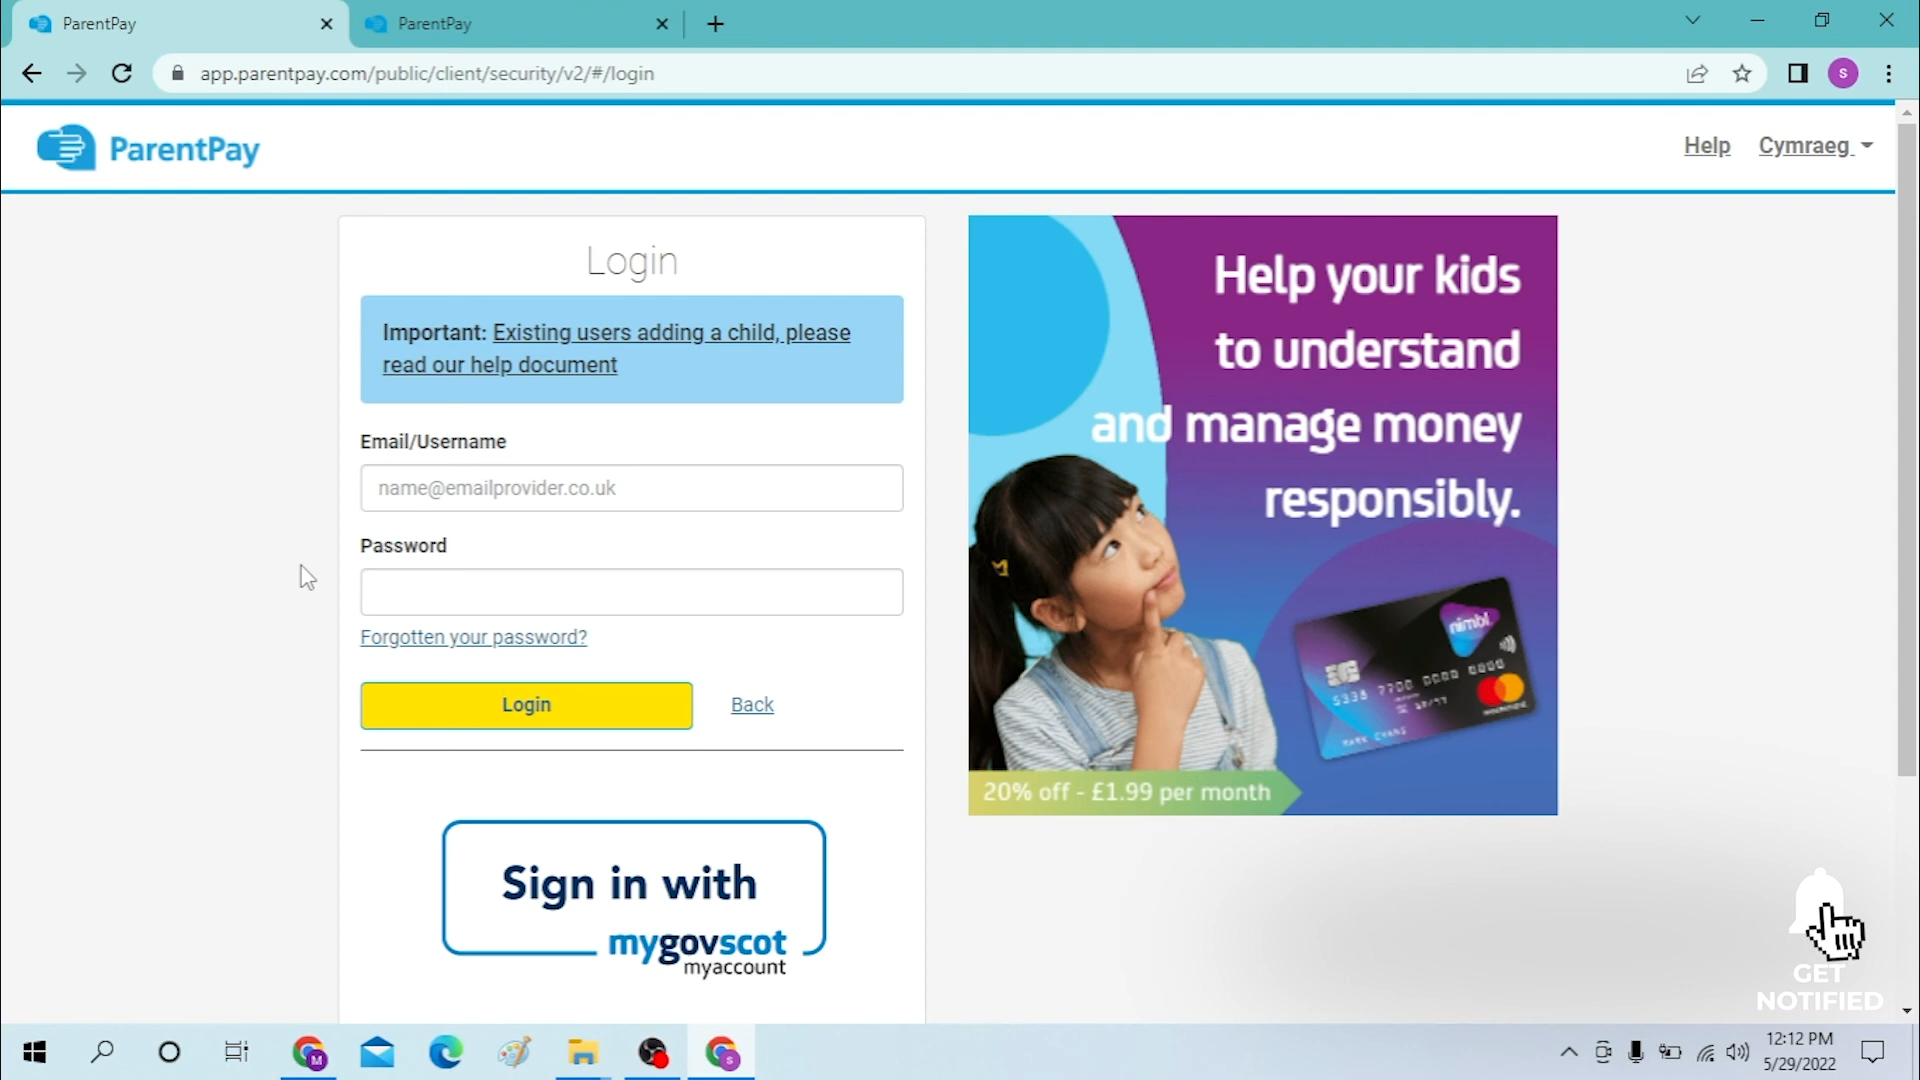 ParentPay
ParentPay
app.parentpay.com/public/client/security/v2/#/login
S
ParentPay
Help
Cymraeg
Login
Important: Existing users adding a child, please
read our help document
Email/Username
name@emailprovider.co.uk
Password
Forgotten your password?
Login
Back
Sign in with
mygovscot
myaccount
Help your kids
to understand
and manage money
responsibly.
nimbl
MARK EVANS
20% off - £1.99 per month
GET
NOTIFIED
M
S
12:12 PM
5/29/2022